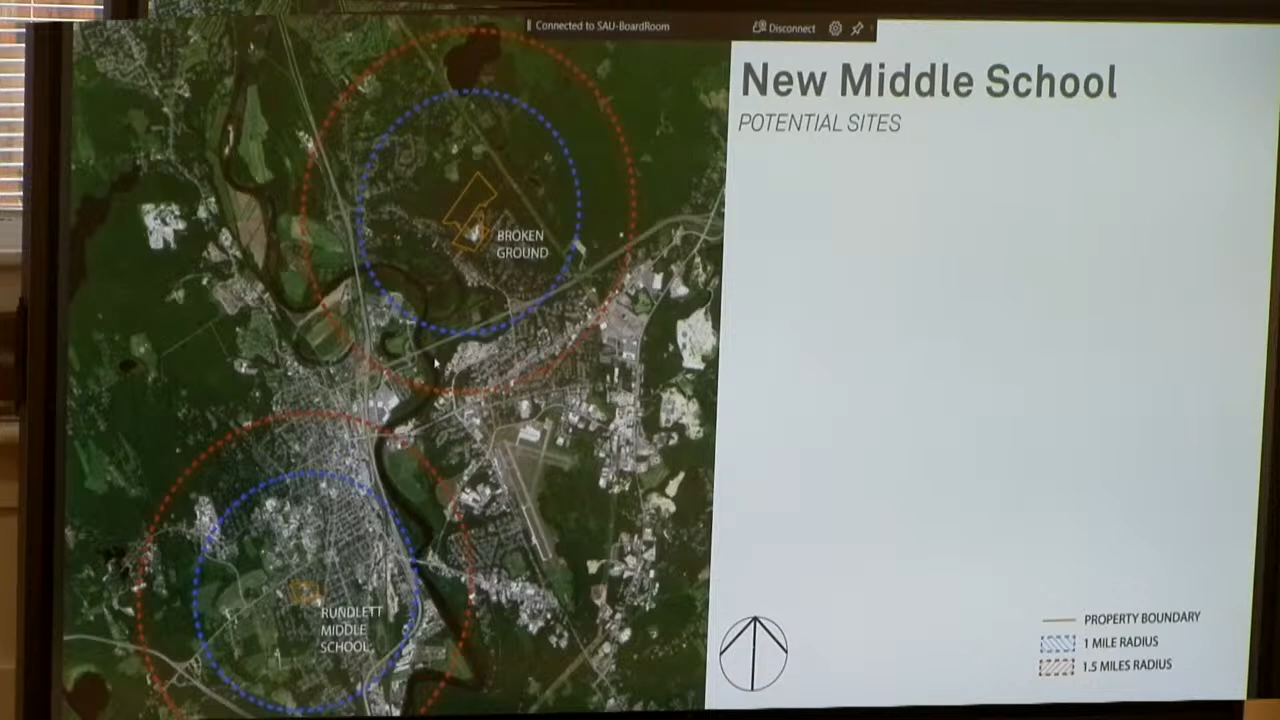 Connected to SAU-BoardRoom
Disconnect
New Middle School
POTENTIAL SITES
BROKEN
GROUND
RUNDLETT
MIDDLE
SCHOOL
PROPERTY BOUNDARY
1 MILE RADIUS
1.5 MILES RADIUS